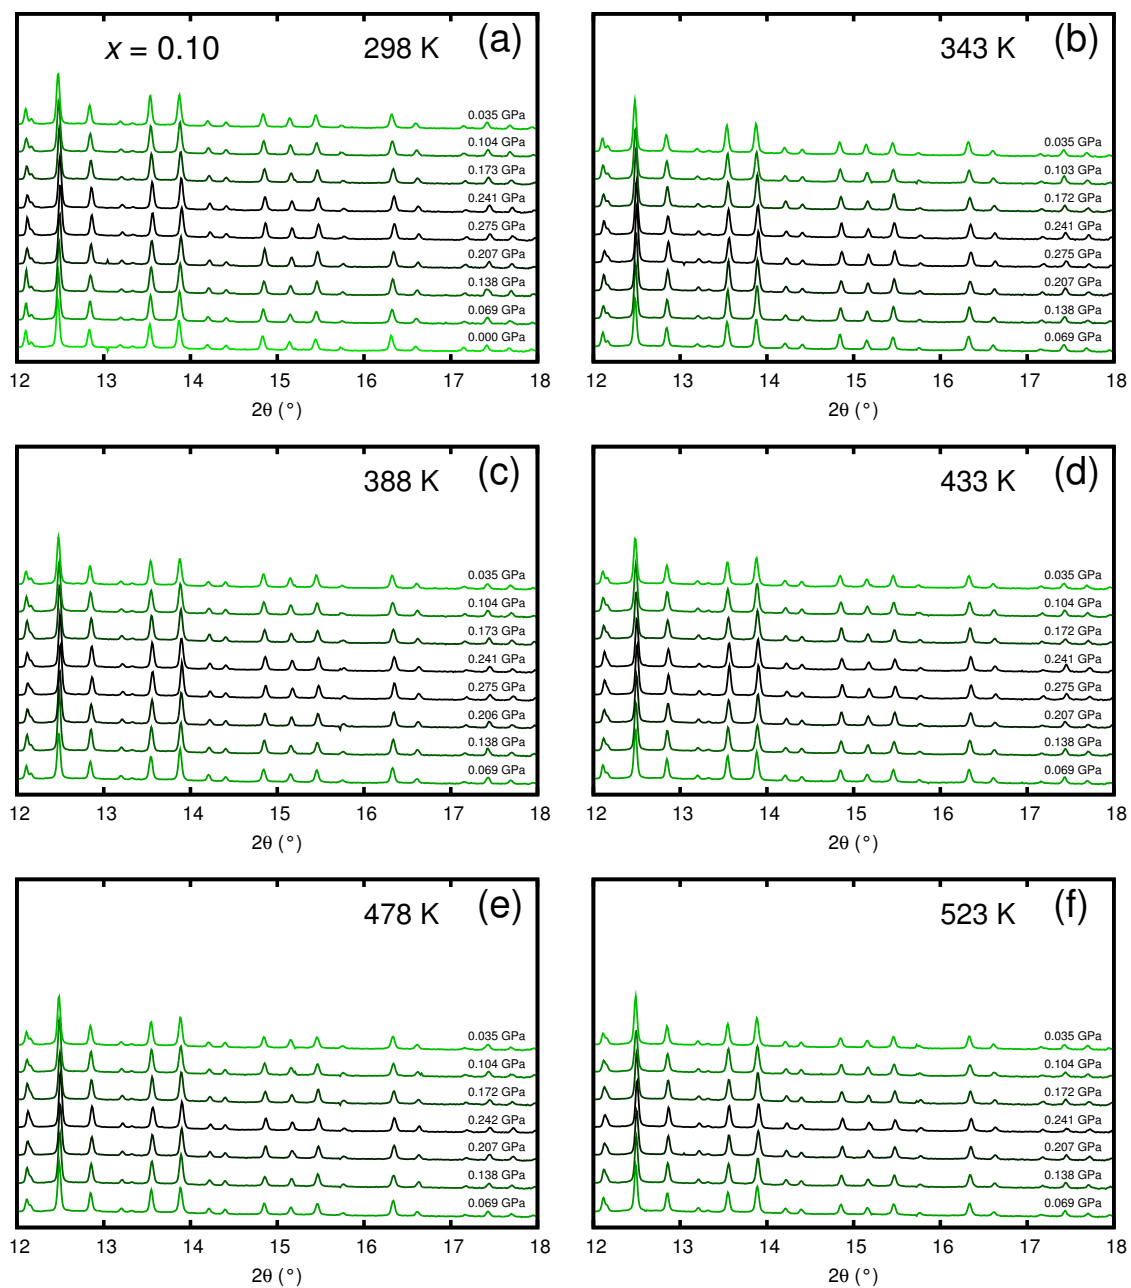 x = 0.10 298 K (a)
0.035 GPa
0.104 GPa
0.173 GPa
0.241 GPa
0.275 GPa
0.207 GPa
0.138 GPa
0.069 GPa
0.000 GPa
12 13 14 15 16 17 18
2θ (°)
343 K (b)
0.035 GPa
0.103 GPa
0.172 GPa
0.241 GPa
0.275 GPa
0.207 GPa
0.138 GPa
0.069 GPa
12 13 14 15 16 17 18
2θ (°)
388 K (c)
0.035 GPa
0.104 GPa
0.173 GPa
0.241 GPa
0.275 GPa
0.206 GPa
0.138 GPa
0.069 GPa
12 13 14 15 16 17 18
2θ (°)
433 K (d)
0.035 GPa
0.104 GPa
0.172 GPa
0.241 GPa
0.275 GPa
0.207 GPa
0.138 GPa
0.069 GPa
12 13 14 15 16 17 18
2θ (°)
478 K (e)
0.035 GPa
0.104 GPa
0.172 GPa
0.242 GPa
0.207 GPa
0.138 GPa
0.069 GPa
12 13 14 15 16 17 18
2θ (°)
523 K (f)
0.035 GPa
0.104 GPa
0.172 GPa
0.241 GPa
0.207 GPa
0.138 GPa
0.069 GPa
12 13 14 15 16 17 18
2θ (°)